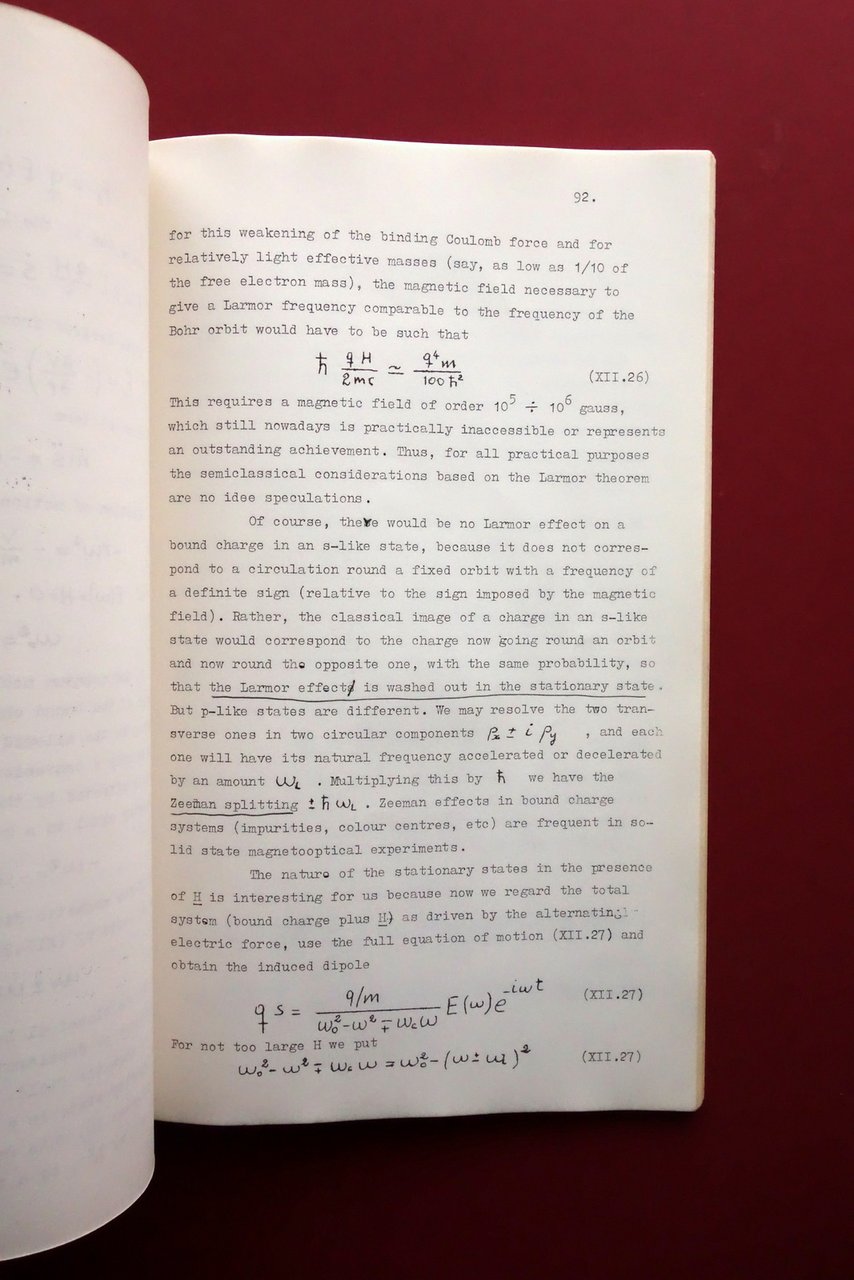 92.
for this weakening of the binding Coulomb force and for
relatively light effective masses (say, as low as 1/10 of
the free electron mass), the magnetic field necessary to
give a Larmor frequency comparable to the frequency of the
Bohr orbit would have to be such that
ħ qH/2mc ≃ q⁴m/100ħ² (XII.26)
This requires a magnetic field of order 10⁵ ÷ 10⁶ gauss,
which still nowadays is practically inaccessible or represents
an outstanding achievement. Thus, for all practical purposes
the semiclassical considerations based on the Larmor theorem
are no idee speculations.
Of course, there would be no Larmor effect on a
bound charge in an s-like state, because it does not corres-
pond to a circulation round a fixed orbit with a frequency of
a definite sign (relative to the sign imposed by the magnetic
field). Rather, the classical image of a charge in an s-like
state would correspond to the charge now going round an orbit
and now round the opposite one, with the same probability, so
that the Larmor effect is washed out in the stationary state.
But p-like states are different. We may resolve the two tran-
sverse ones in two circular components pₓ ± i p_y , and each
one will have its natural frequency accelerated or decelerated
by an amount ω_L . Multiplying this by ħ we have the
Zeeman splitting ± ħ ω_L . Zeeman effects in bound charge
systems (impurities, colour centres, etc) are frequent in so-
lid state magnetooptical experiments.
The nature of the stationary states in the presence
of H is interesting for us because now we regard the total
system (bound charge plus H) as driven by the alternating
electric force, use the full equation of motion (XII.27) and
obtain the induced dipole
q s = q/m / ω₀²-ω²∓ω_cω E(ω)e^-iωt (XII.27)
For not too large H we put
ω₀²-ω²∓ω_cω = ω₀²-(ω±ω_L)² (XII.27)